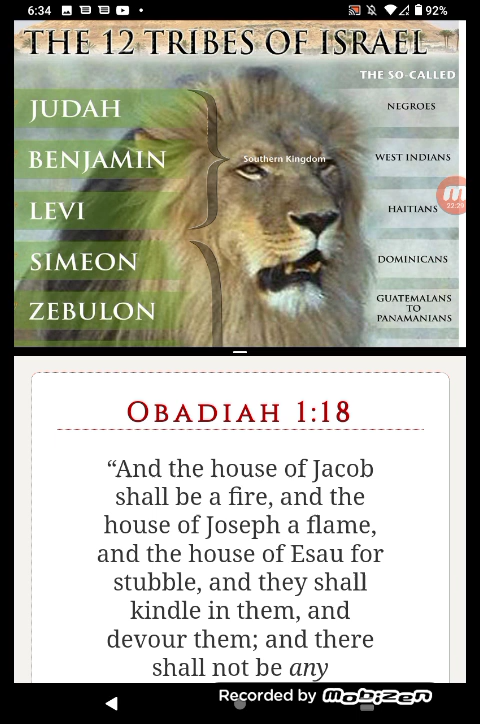 6:34
92%
THE 12 TRIBES OF ISRAEL
THE SO-CALLED
JUDAH
NEGROES
BENJAMIN
Southern Kingdom
WEST INDIANS
LEVI
HAITIANS
22:29
SIMEON
DOMINICANS
ZEBULON
GUATEMALANS
TO
PANAMANIANS
OBADIAH 1:18
“And the house of Jacob
shall be a fire, and the
house of Joseph a flame,
and the house of Esau for
stubble, and they shall
kindle in them, and
devour them; and there
shall not be any
Recorded by Mobizen